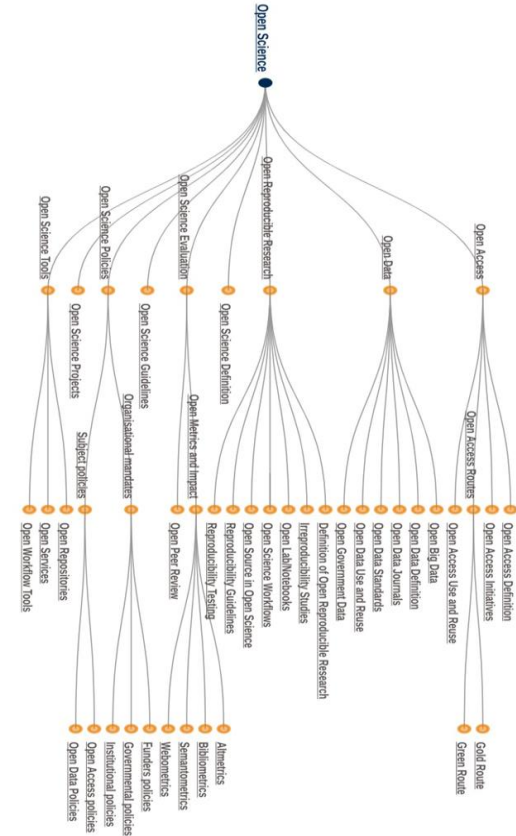 Open Science
Open Access
Open Access Definition
Open Access Initiatives
Open Access Routes
Gold Route
Green Route
Open Access Use and Reuse
Open Data
Open Big Data
Open Data Definition
Open Data Journals
Open Data Standards
Open Data Use and Reuse
Open Government Data
Open Reproducible Research
Definition of Open Reproducible Research
Irreproducibility Studies
Open Lab/Notebooks
Open Science Workflows
Open Source in Open Science
Reproducibility Guidelines
Reproducibility Testing
Open Science Definition
Open Science Evaluation
Open Metrics and Impact
Altmetrics
Bibliometrics
Semantometrics
Webometrics
Open Peer Review
Open Science Guidelines
Open Science Policies
Organisational mandates
Funders policies
Governmental policies
Institutional policies
Subject policies
Open Access policies
Open Data Policies
Open Science Projects
Open Science Tools
Open Repositories
Open Services
Open Workflow Tools